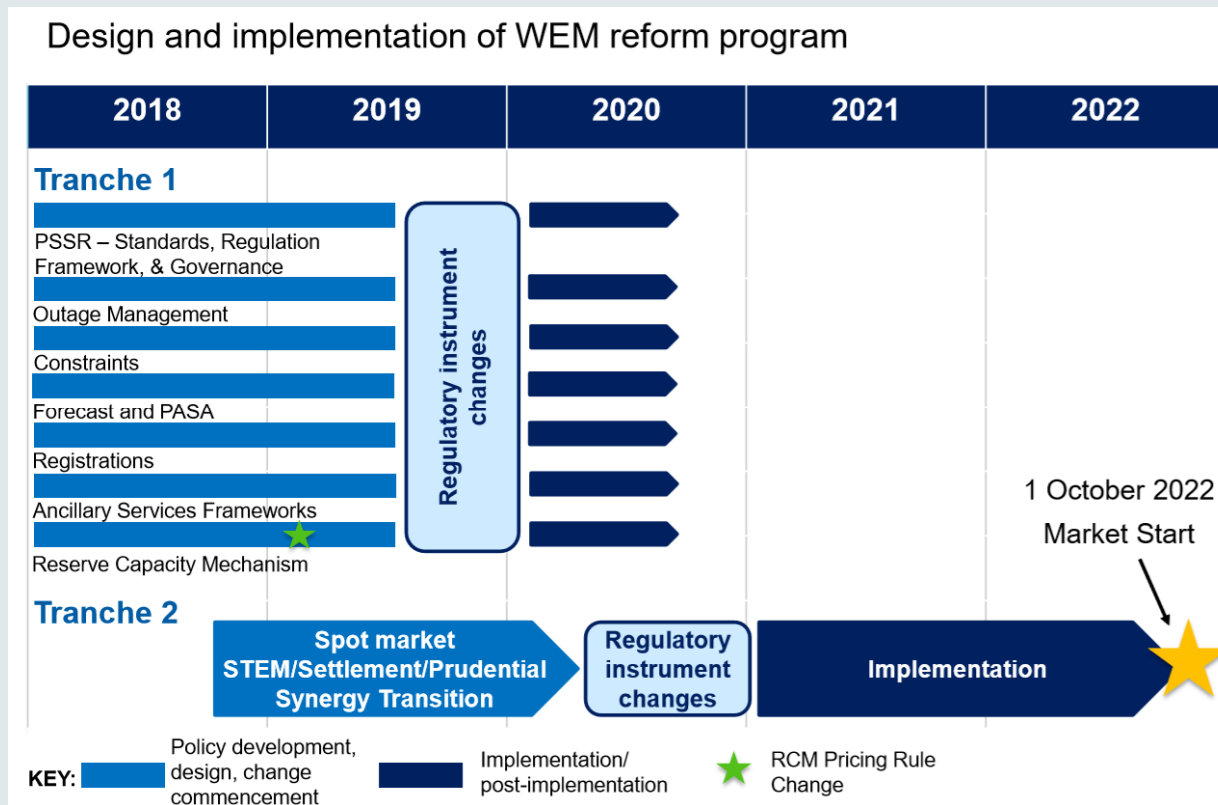 Design and implementation of WEM reform program
2018 2019 2020 2021 2022
Tranche 1
PSSR – Standards, Regulation
Framework, & Governance
Outage Management
Constraints
Forecast and PASA
Registrations
Ancillary Services Frameworks
Reserve Capacity Mechanism
Regulatory instrument
changes
1 October 2022
Market Start
Tranche 2
Spot market
STEM/Settlement/Prudential
Synergy Transition
Regulatory
instrument
changes
Implementation
KEY:
Policy development,
design, change
commencement
Implementation/
post-implementation
RCM Pricing Rule
Change